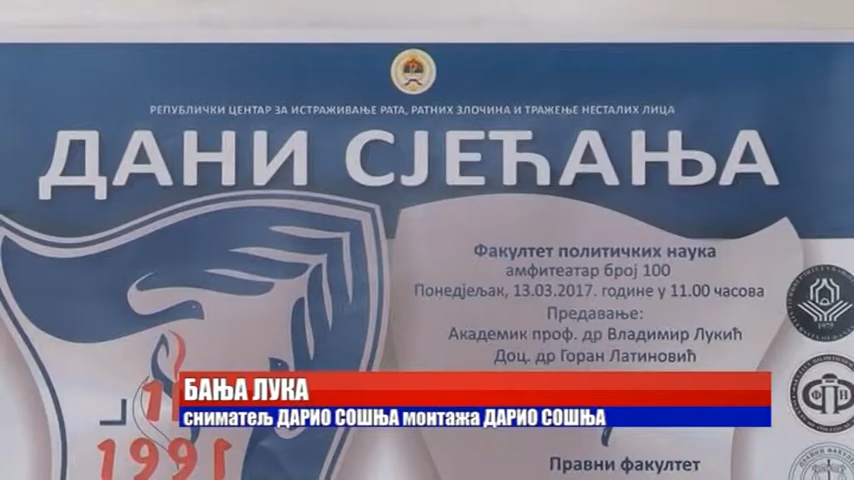 РЕПУБЛИЧКИ ЦЕНТАР ЗА ИСТРАЖИВАЊЕ РАТА, РАТНИХ ЗЛОЧИНА И ТРАЖЕЊЕ НЕСТАЛИХ ЛИЦА
ДАНИ СЈЕЋАЊА
Факултет политичких наука
амфитеатар број 100
Понедјељак, 13.03.2017. године у 11.00 часова
Предавање:
Академик проф. др Владимир Лукић
Доц. др Горан Латиновић
БАЊА ЛУКА
сниматељ ДАРИО СОШЊА монтажа ДАРИО СОШЊА
1991
Правни факултет
1975
ФПН